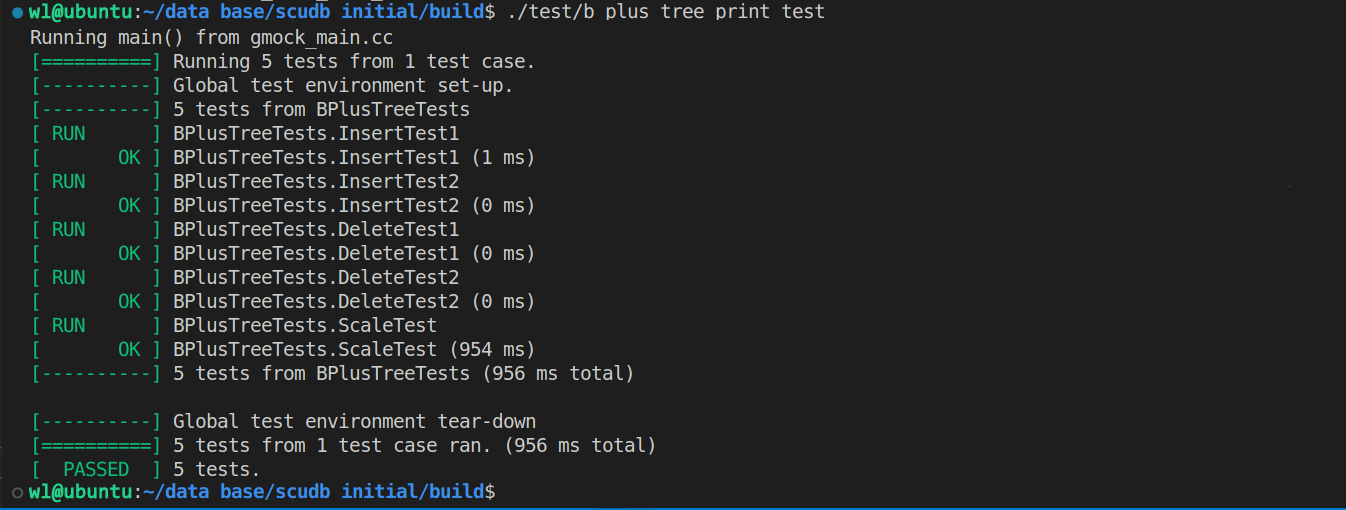 wl@ubuntu:~/data base/scudb initial/build$ ./test/b plus tree print test
Running main() from gmock_main.cc
[==========] Running 5 tests from 1 test case.
[----------] Global test environment set-up.
[----------] 5 tests from BPlusTreeTests
[ RUN      ] BPlusTreeTests.InsertTest1
[       OK ] BPlusTreeTests.InsertTest1 (1 ms)
[ RUN      ] BPlusTreeTests.InsertTest2
[       OK ] BPlusTreeTests.InsertTest2 (0 ms)
[ RUN      ] BPlusTreeTests.DeleteTest1
[       OK ] BPlusTreeTests.DeleteTest1 (0 ms)
[ RUN      ] BPlusTreeTests.DeleteTest2
[       OK ] BPlusTreeTests.DeleteTest2 (0 ms)
[ RUN      ] BPlusTreeTests.ScaleTest
[       OK ] BPlusTreeTests.ScaleTest (954 ms)
[----------] 5 tests from BPlusTreeTests (956 ms total)

[----------] Global test environment tear-down
[==========] 5 tests from 1 test case ran. (956 ms total)
[  PASSED  ] 5 tests.
wl@ubuntu:~/data base/scudb initial/build$